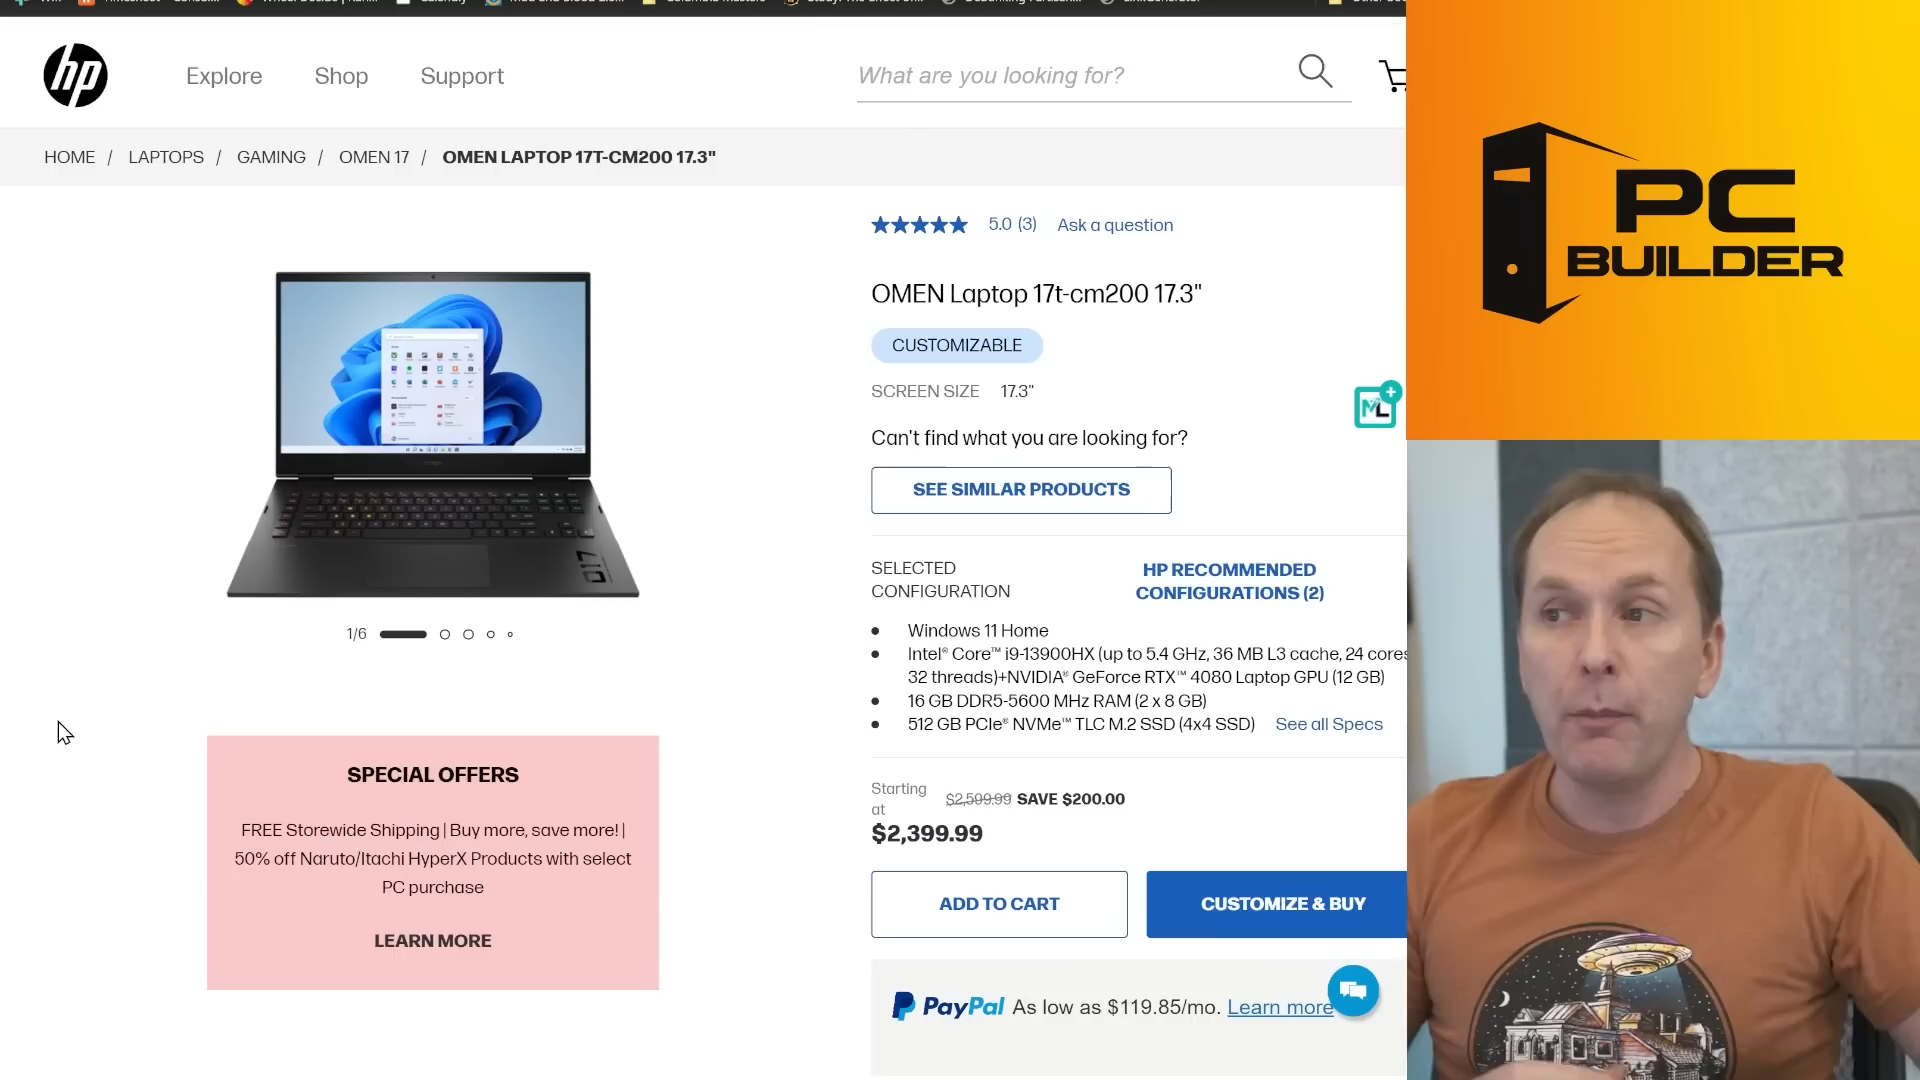 hp
Explore
Shop
Support
What are you looking for?
HOME / LAPTOPS / GAMING / OMEN 17 / OMEN LAPTOP 17T-CM200 17.3"
5.0 (3) Ask a question
OMEN Laptop 17t-cm200 17.3"
CUSTOMIZABLE
SCREEN SIZE 17.3"
Can't find what you are looking for?
SEE SIMILAR PRODUCTS
SELECTED
CONFIGURATION
HP RECOMMENDED
CONFIGURATIONS (2)
Windows 11 Home
Intel® Core™ i9-13900HX (up to 5.4 GHz, 36 MB L3 cache, 24 cores
32 threads)+NVIDIA® GeForce RTX™ 4080 Laptop GPU (12 GB)
16 GB DDR5-5600 MHz RAM (2 x 8 GB)
512 GB PCIe® NVMe™ TLC M.2 SSD (4x4 SSD) See all Specs
Starting
at
$2,599.99 SAVE $200.00
$2,399.99
ADD TO CART
CUSTOMIZE & BUY
PayPal As low as $119.85/mo. Learn more
1/6
SPECIAL OFFERS
FREE Storewide Shipping | Buy more, save more! |
50% off Naruto/Itachi HyperX Products with select
PC purchase
LEARN MORE
ML
PC
BUILDER